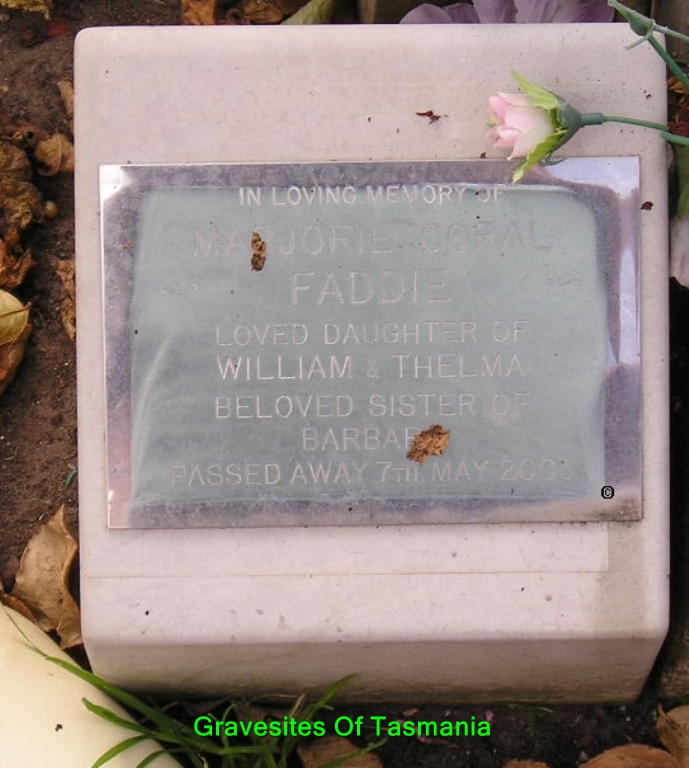 IN LOVING MEMORY OF
MARJORIE CORAL
FADDIE
LOVED DAUGHTER OF
WILLIAM & THELMA
BELOVED SISTER OF
PASSED AWAY 7TH. MAY
©
Gravesites Of Tasmania